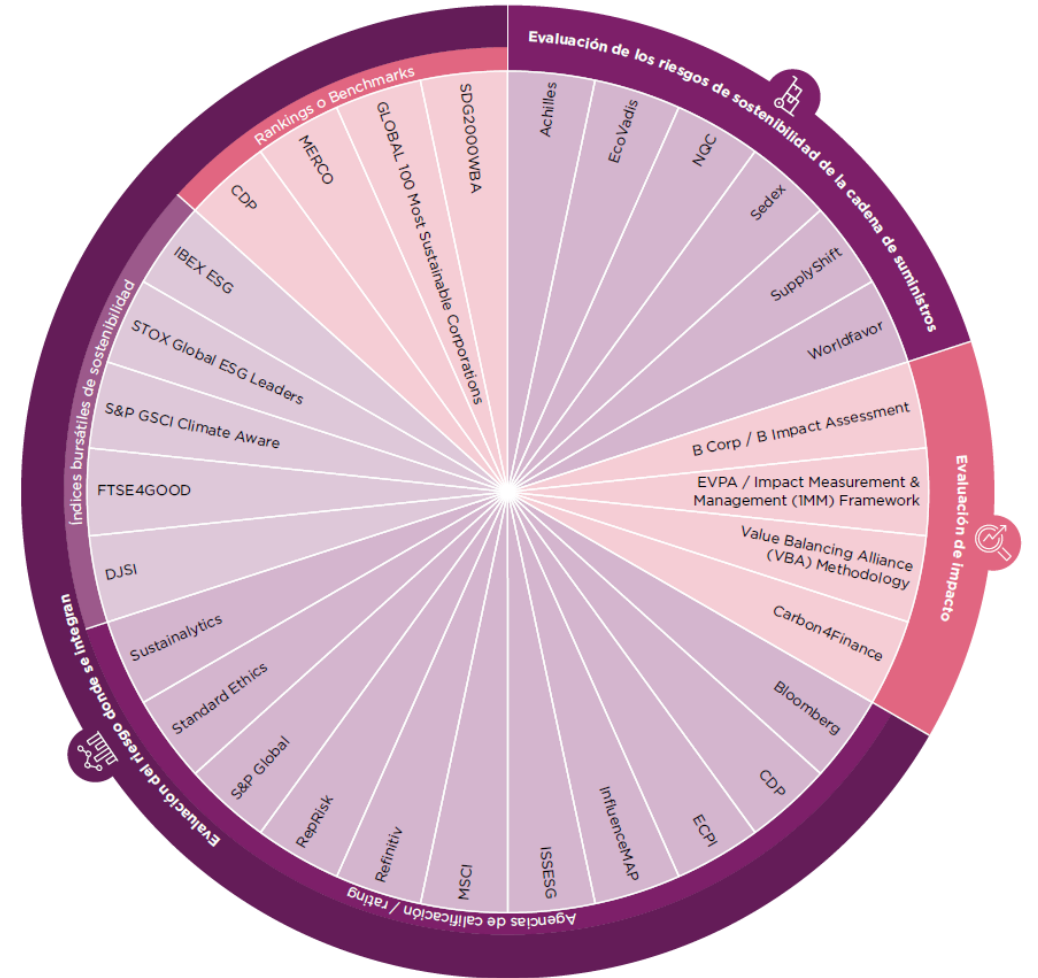 Evaluación de los riesgos de sostenibilidad de la cadena de suministros
Achilles
EcoVadis
NQC
Sedex
SupplyShift
Worldfavor
Evaluación de impacto
B Corp / B Impact Assessment
EVPA / Impact Measurement &
Management (1MM) Framework
Value Balancing Alliance
(VBA) Methodology
Carbon4Finance
Evaluación del riesgo donde se integran
Agencias de calificación / rating
Bloomberg
CDP
ECPI
InfluenceMAP
ISSESG
MSCI
Refinitiv
RepRisk
S&P Global
Standard Ethics
Sustainalytics
Índices bursátiles de sostenibilidad
DJSI
FTSE4GOOD
S&P GSCI Climate Aware
STOX Global ESG Leaders
IBEX ESG
Rankings o Benchmarks
CDP
MERCO
GLOBAL 100 Most Sustainable Corporations
SDG2000WBA